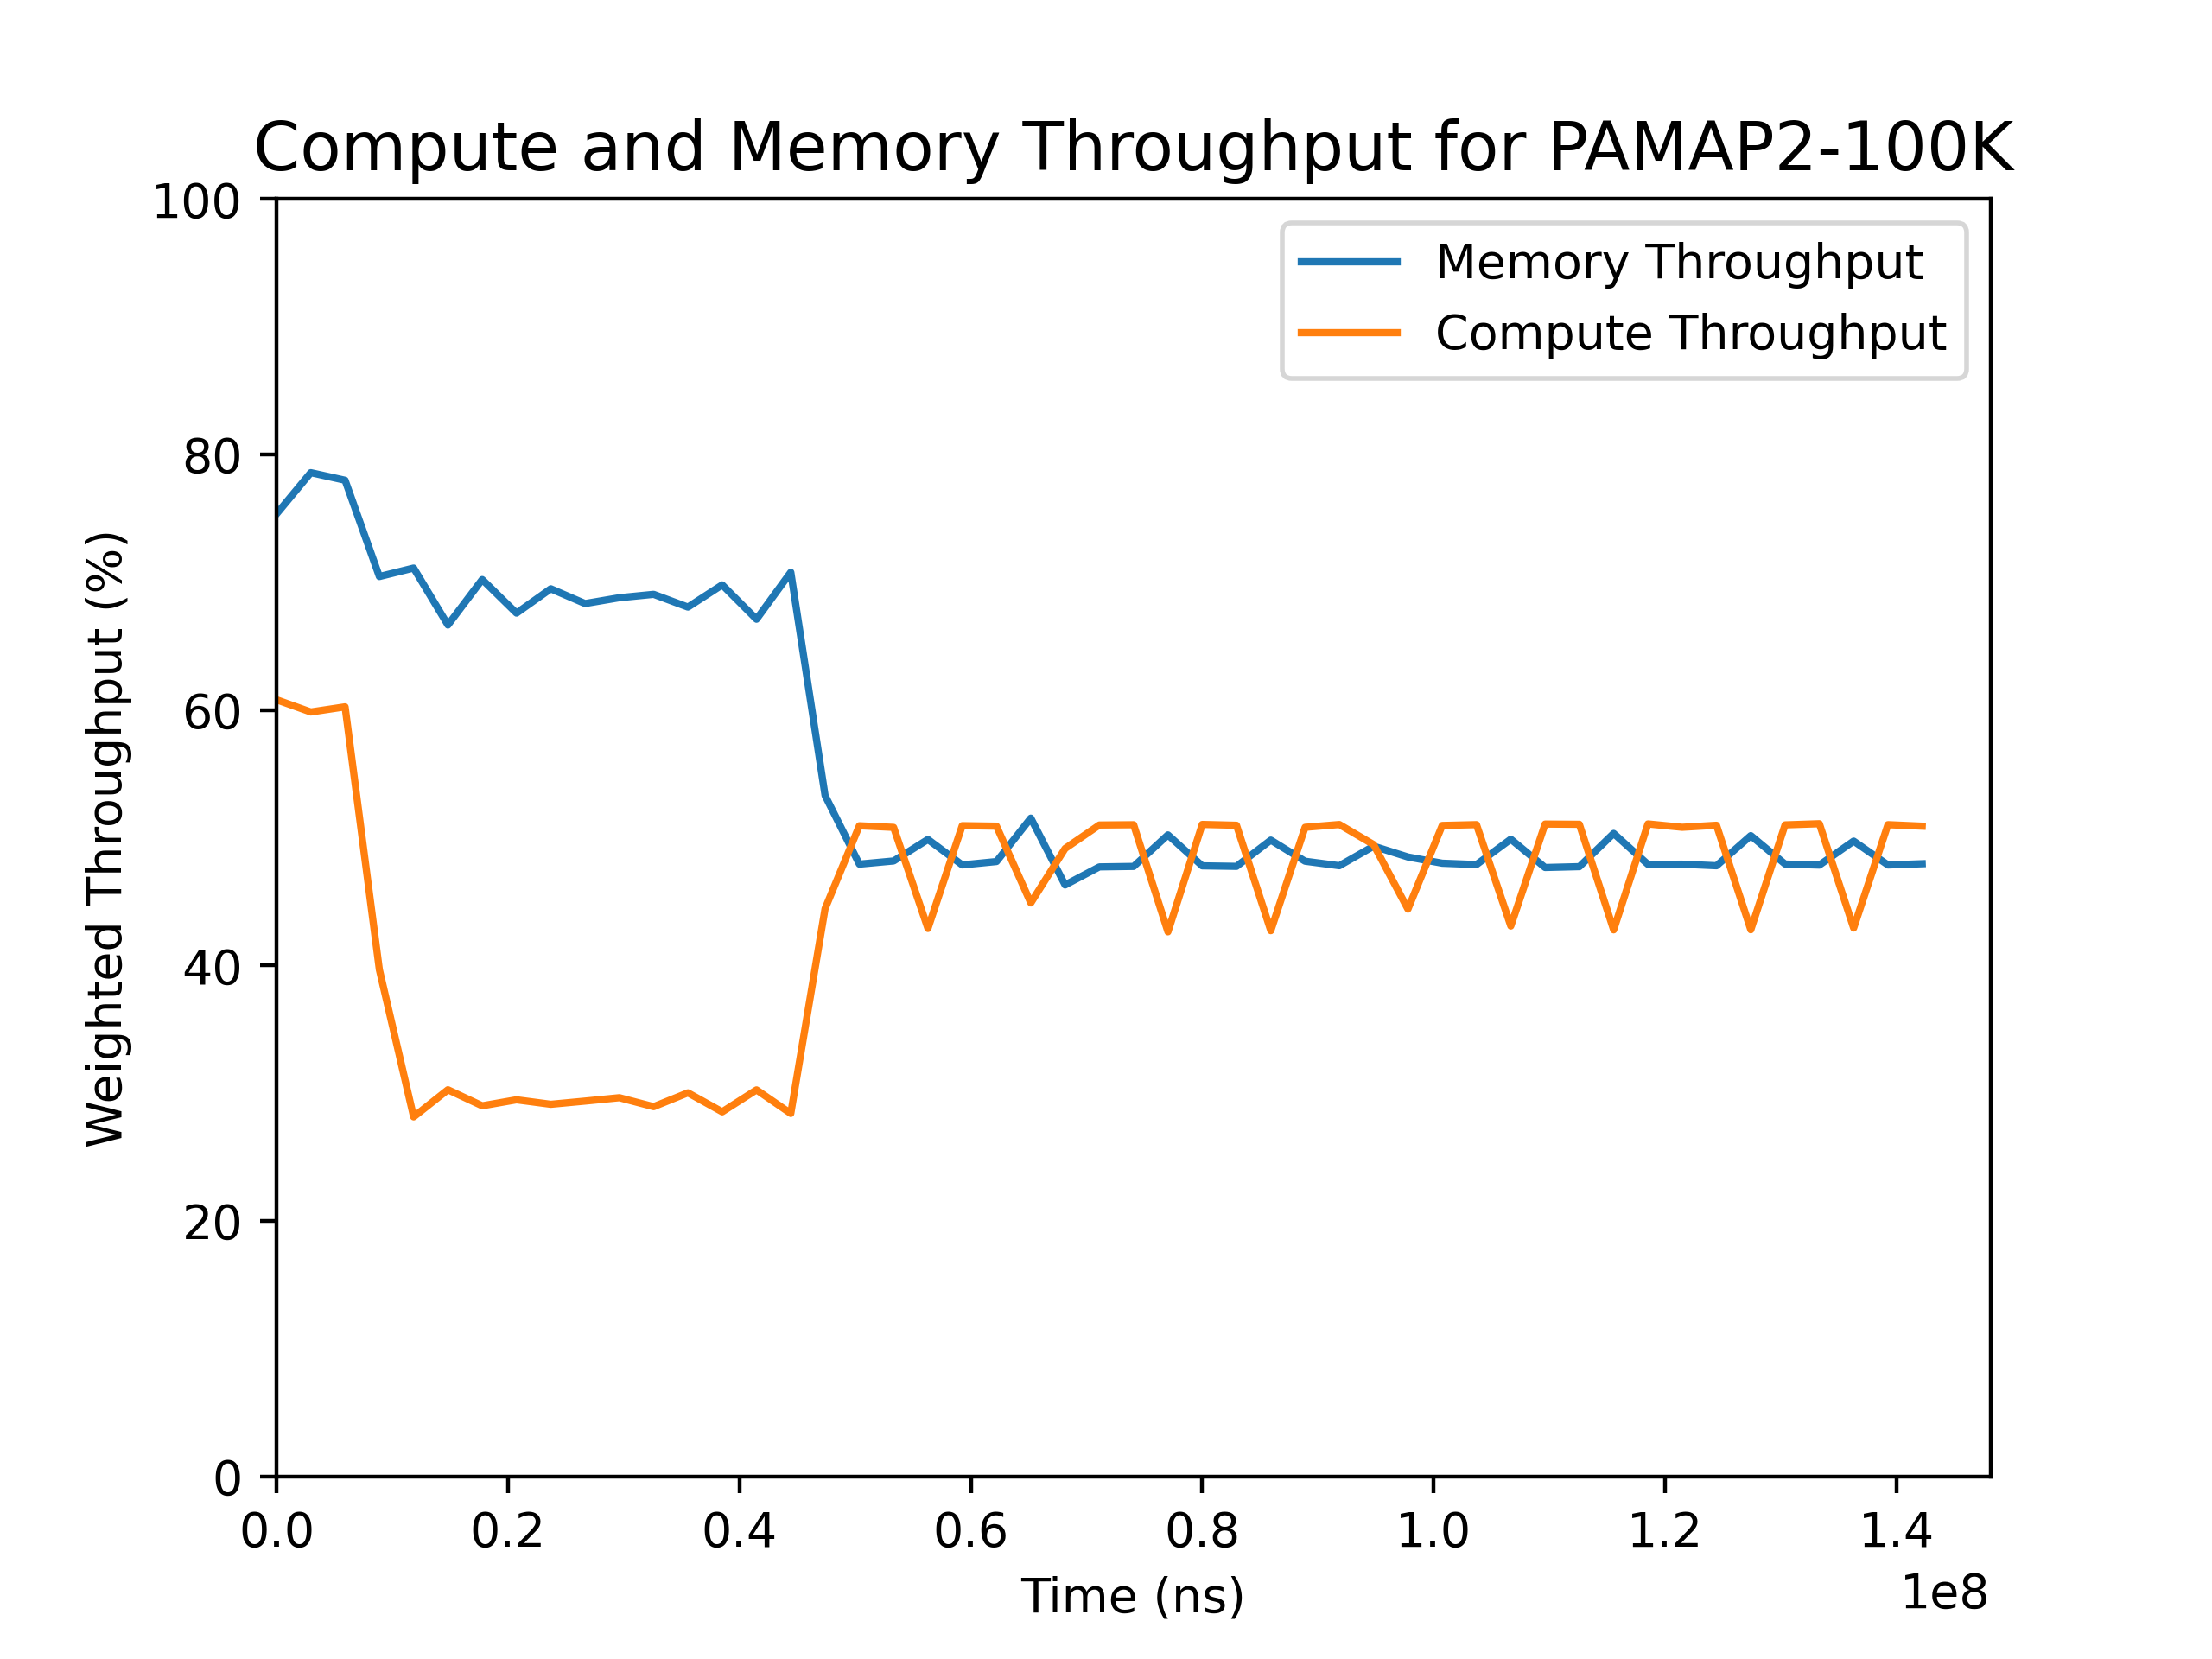 Compute and Memory Throughput for PAMAP2-100K
Memory Throughput
Compute Throughput
Weighted Throughput (%)
100
80
60
40
20
0
0.0 0.2 0.4 0.6 0.8 1.0 1.2 1.4
Time (ns)
1e8